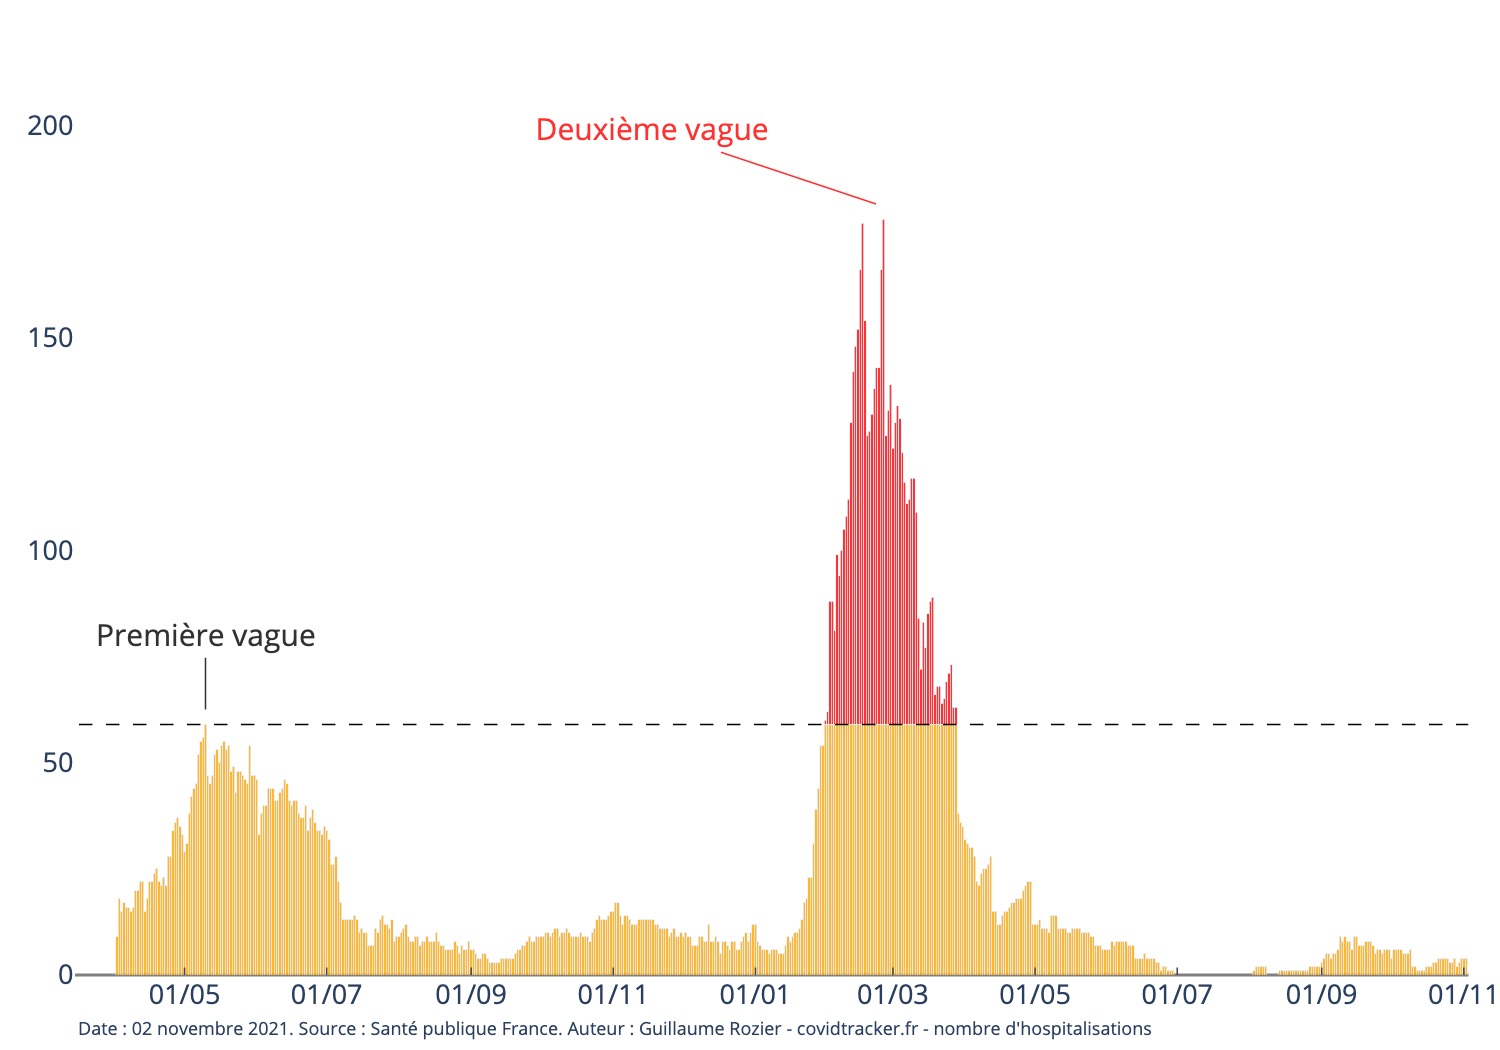 200
Deuxième vague
150
100
Première vague
50
0
01/05 01/07 01/09 01/11 01/01 01/03 01/05 01/07 01/09 01/11
Date : 02 novembre 2021. Source : Santé publique France. Auteur : Guillaume Rozier - covidtracker.fr - nombre d'hospitalisations